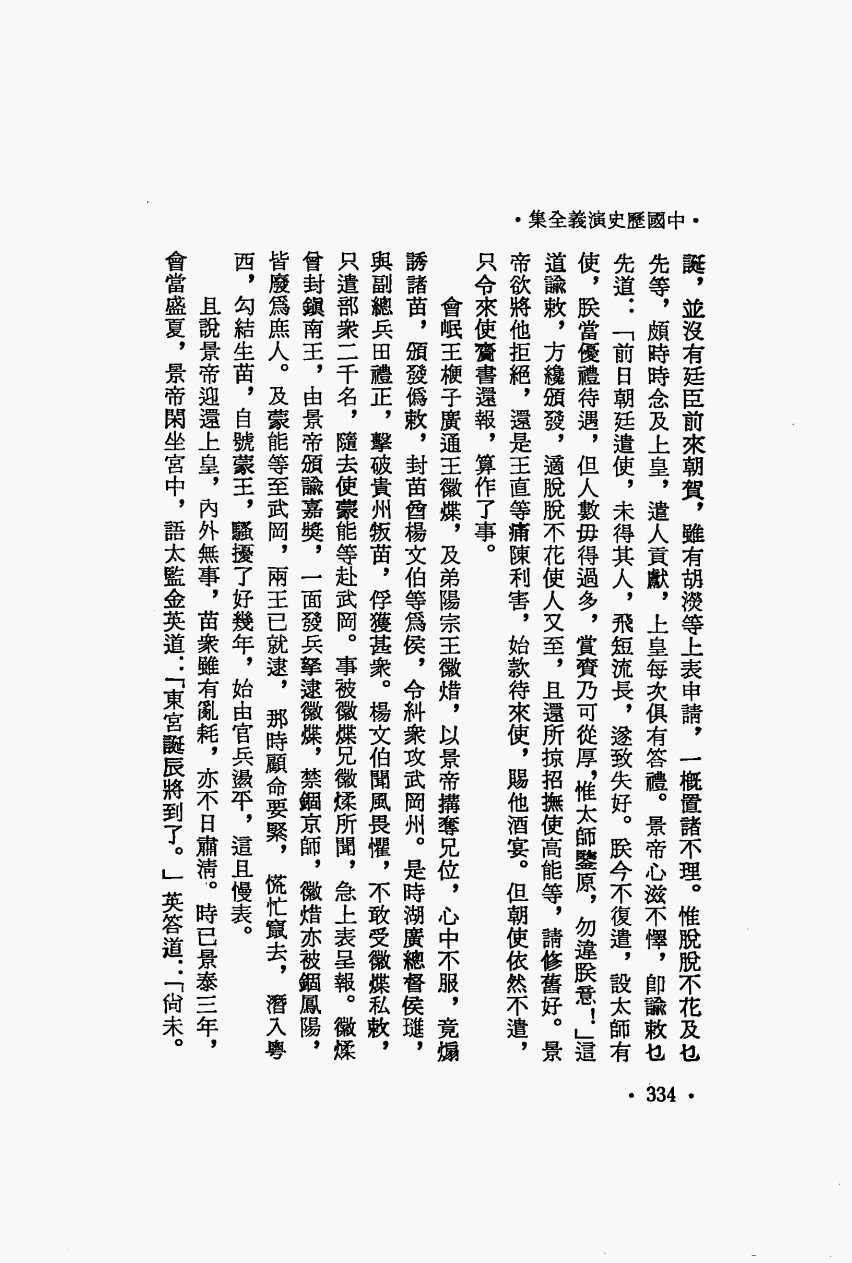 ・中國歷史演義全集・
誕，並沒有廷臣前來朝賀，雖有胡濙等上表申請，一概置諸不理。惟脫脫不花及乜
先等，頗時時念及上皇，遣人貢獻，上皇每次俱有答禮。景帝心滋不懌，卽諭敕乜
先道：「前日朝廷遣使，未得其人，飛短流長，遂致失好。朕今不復遣，設太師有
使，朕當優禮待遇，但人數毋得過多，賞賚乃可從厚，惟太師鑒原，勿違朕意！」這
道諭敕，方纔頒發，適脫脫不花使人又至，且還所掠招撫使高能等，請修舊好。景
帝欲將他拒絕，還是王直等痛陳利害，始款待來使，賜他酒宴。但朝使依然不遣，
只令來使齎書還報，算作了事。
會岷王楩子廣通王徽煠，及弟陽宗王徽焟，以景帝搆奪兄位，心中不服，竟煽
誘諸苗，頒發僞敕，封苗酋楊文伯等爲侯，令糾衆攻武岡州。是時湖廣總督侯璡，
與副總兵田禮正，擊破貴州叛苗，俘獲甚衆。楊文伯聞風畏懼，不敢受徽煠私敕，
只遣部衆二千名，隨去使蒙能等赴武岡。事被徽煠兄徽煣所聞，急上表呈報。徽煣
曾封鎭南王，由景帝頒諭嘉獎，一面發兵拏逮徽煠，禁錮京師，徽焟亦被錮鳳陽，
皆廢爲庶人。及蒙能等至武岡，兩王已就逮，那時顧命要緊，慌忙竄去，潛入粵
西，勾結生苗，自號蒙王，騷擾了好幾年，始由官兵盪平，這且慢表。
且說景帝迎還上皇，內外無事，苗衆雖有亂耗，亦不日肅淸。時已景泰三年，
會當盛夏，景帝閑坐宮中，語太監金英道：「東宮誕辰將到了。」英答道：「尙未。
・334・